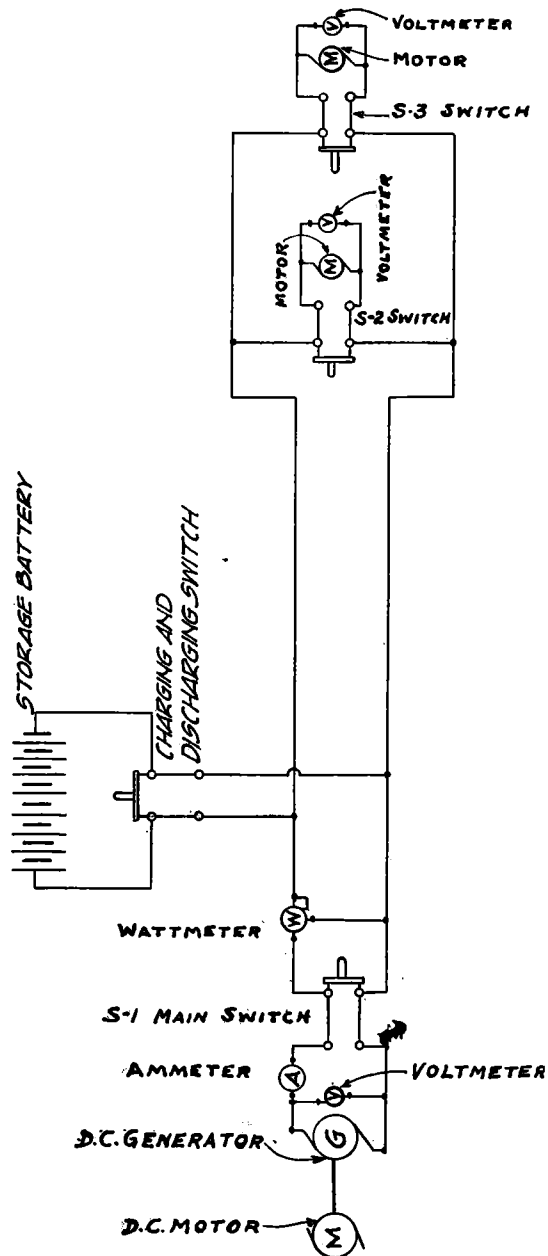 VOLTMETER
V
MOTOR
M
S-3 SWITCH
V
M
MOTOR
VOLTMETER
S-2 SWITCH
STORAGE BATTERY
CHARGING AND
DISCHARGING SWITCH
W
WATTMETER
S-1 MAIN SWITCH
AMMETER
A
VOLTMETER
V
D.C. GENERATOR
G
D.C. MOTOR
M